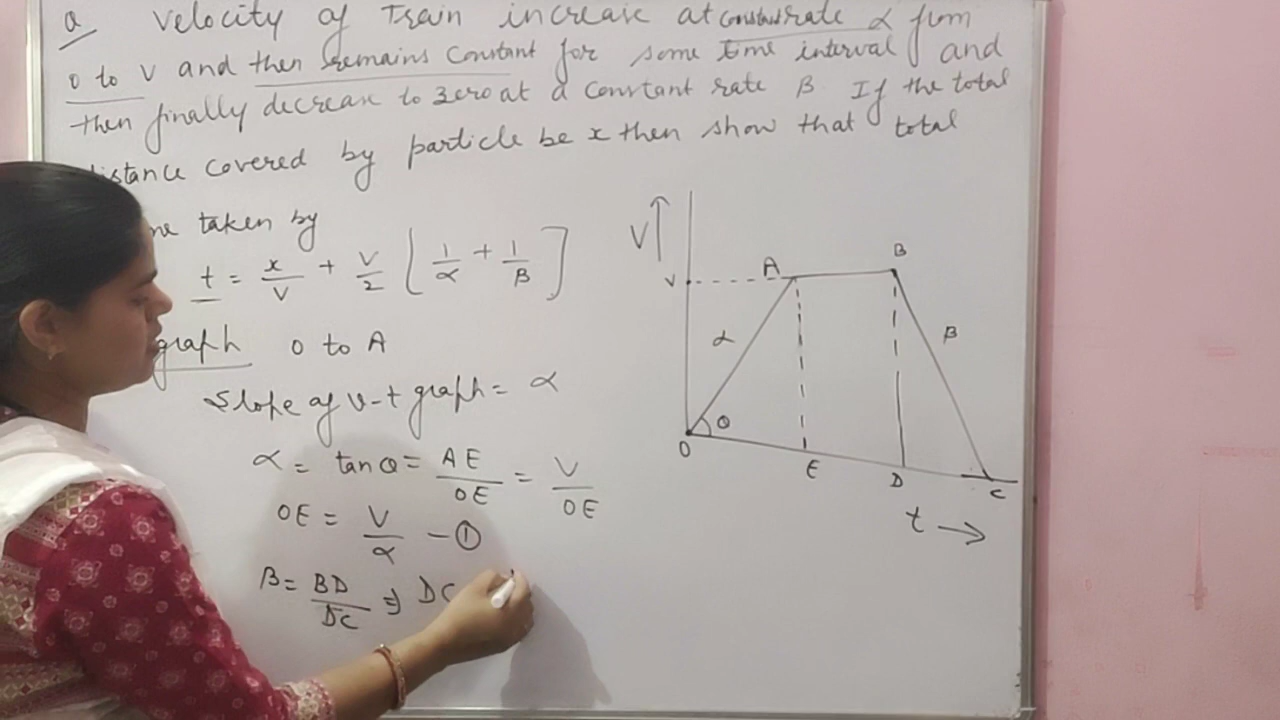 Q Velocity of Train increase at constant rate α from
0 to V and then remains constant for some time interval and
then finally decrease to zero at a constant rate β If the total
distance covered by particle be x then show that total
taken by
t = x/V + V/2 [ 1/α + 1/β ]
graph 0 to A
Slope of V-t graph = α
α = tan θ = AE/OE = V/OE
OE = V/α - ①
β = BD/DC ⇒ DC
V ↑
V
A
B
α
β
θ
O
E
D
C
t →